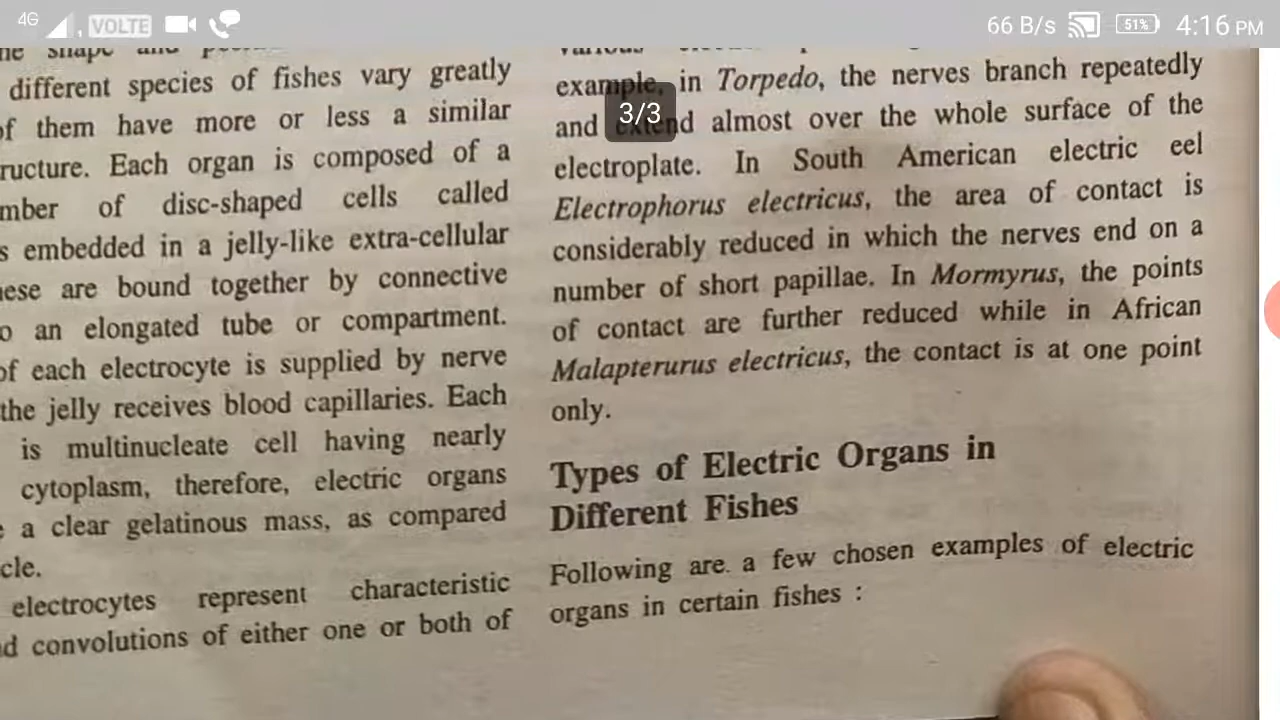 4G VOLTE 66 B/s 51% 4:16 PM
3/3
different species of fishes vary greatly
of them have more or less a similar
ructure. Each organ is composed of a
mber of disc-shaped cells called
s embedded in a jelly-like extra-cellular
ese are bound together by connective
o an elongated tube or compartment.
of each electrocyte is supplied by nerve
the jelly receives blood capillaries. Each
is multinucleate cell having nearly
cytoplasm, therefore, electric organs
a clear gelatinous mass, as compared
cle.
electrocytes represent characteristic
d convolutions of either one or both of
example, in Torpedo, the nerves branch repeatedly
and extend almost over the whole surface of the
electroplate. In South American electric eel
Electrophorus electricus, the area of contact is
considerably reduced in which the nerves end on a
number of short papillae. In Mormyrus, the points
of contact are further reduced while in African
Malapterurus electricus, the contact is at one point
only.
Types of Electric Organs in
Different Fishes
Following are. a few chosen examples of electric
organs in certain fishes :